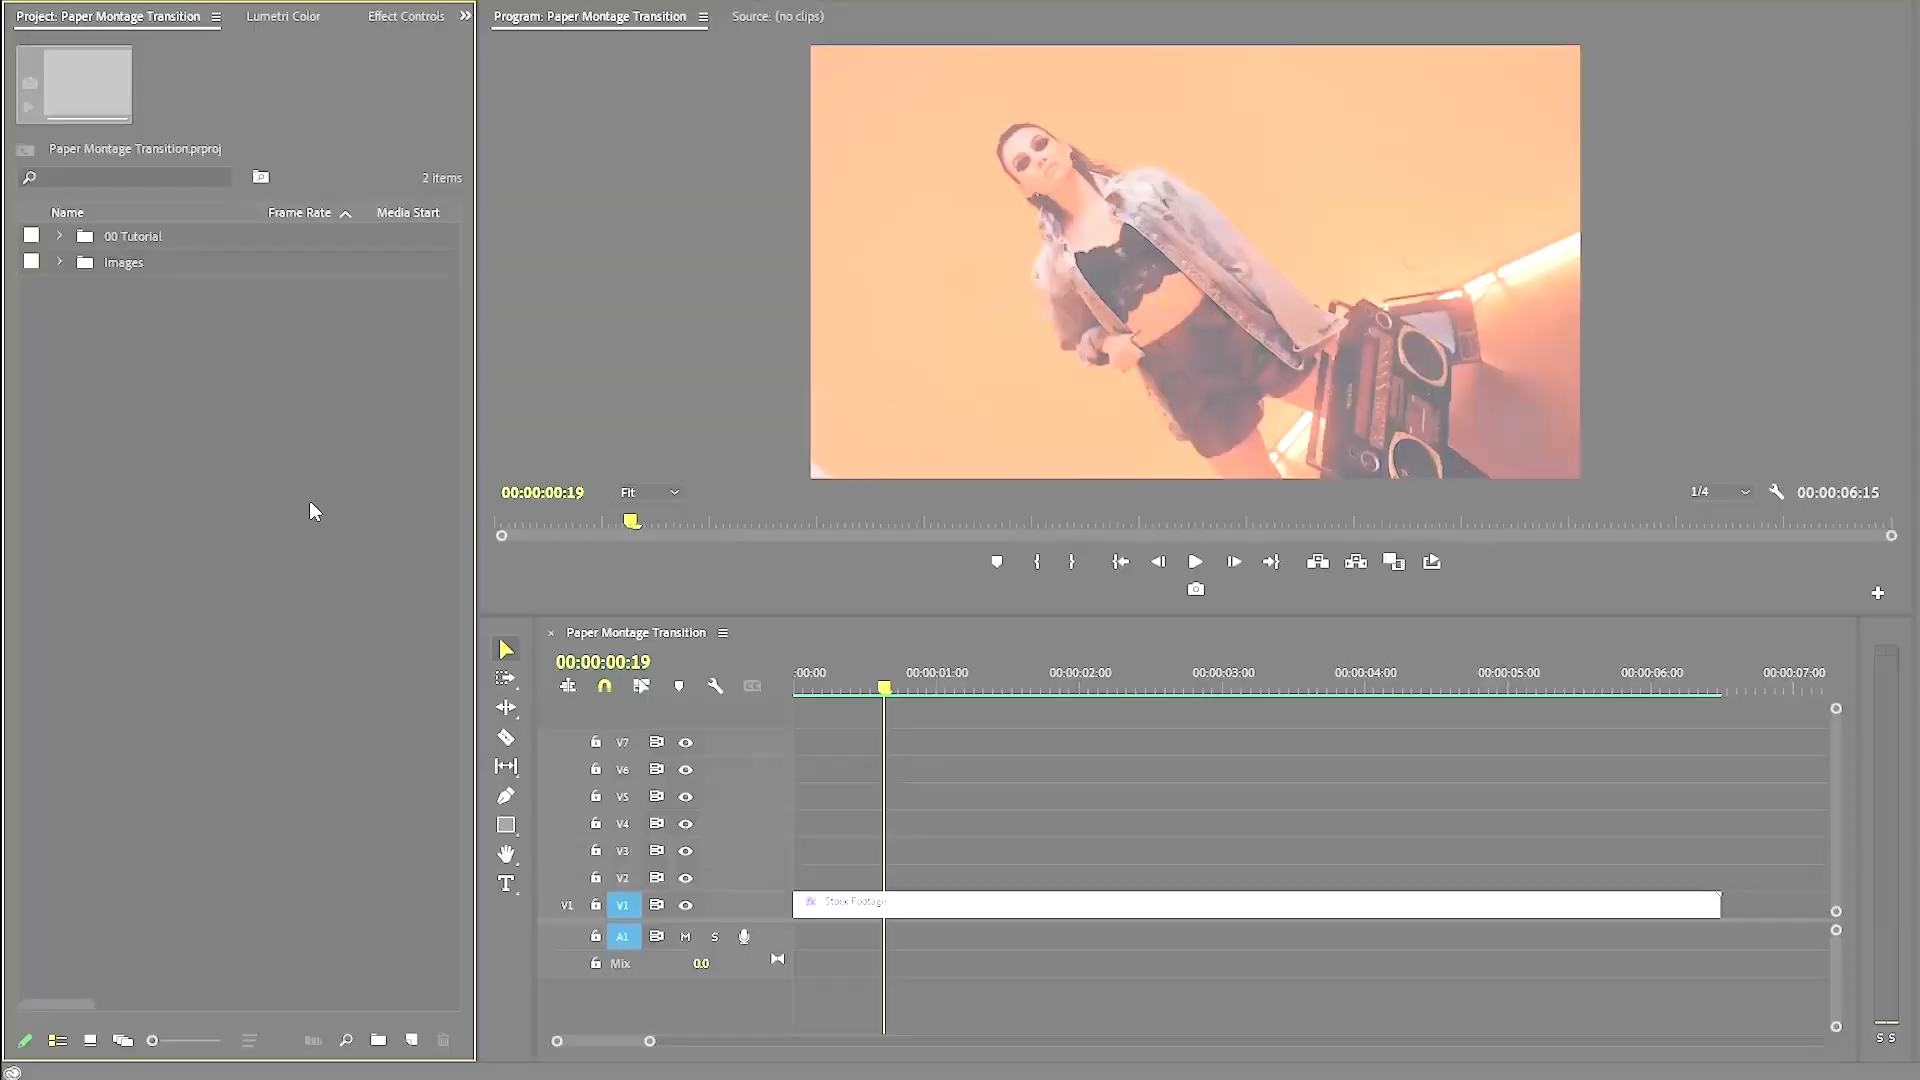 Project: Paper Montage Transition
Lumetri Color
Effect Controls
Program: Paper Montage Transition
Source: (no clips)
Paper Montage Transition.prproj
2 Items
Name
Frame Rate
Media Start
00 Tutorial
Images
00:00:00:19
Fit
1/4
00:00:06:15
Paper Montage Transition
00:00:00:19
:00:00
00:00:01:00
00:00:02:00
00:00:03:00
00:00:04:00
00:00:05:00
00:00:06:00
00:00:07:00
V7
V6
V5
V4
V3
V2
V1
V1
fx
Stock Footage
A1
M
S
Mix
0.0
S S